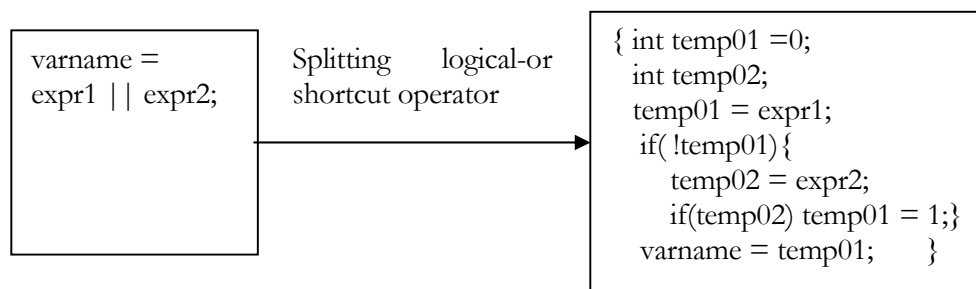 varname =
expr1 || expr2;
Splitting logical-or
shortcut operator
{ int temp01 =0;
int temp02;
temp01 = expr1;
if( !temp01){
temp02 = expr2;
if(temp02) temp01 = 1;}
varname = temp01; }